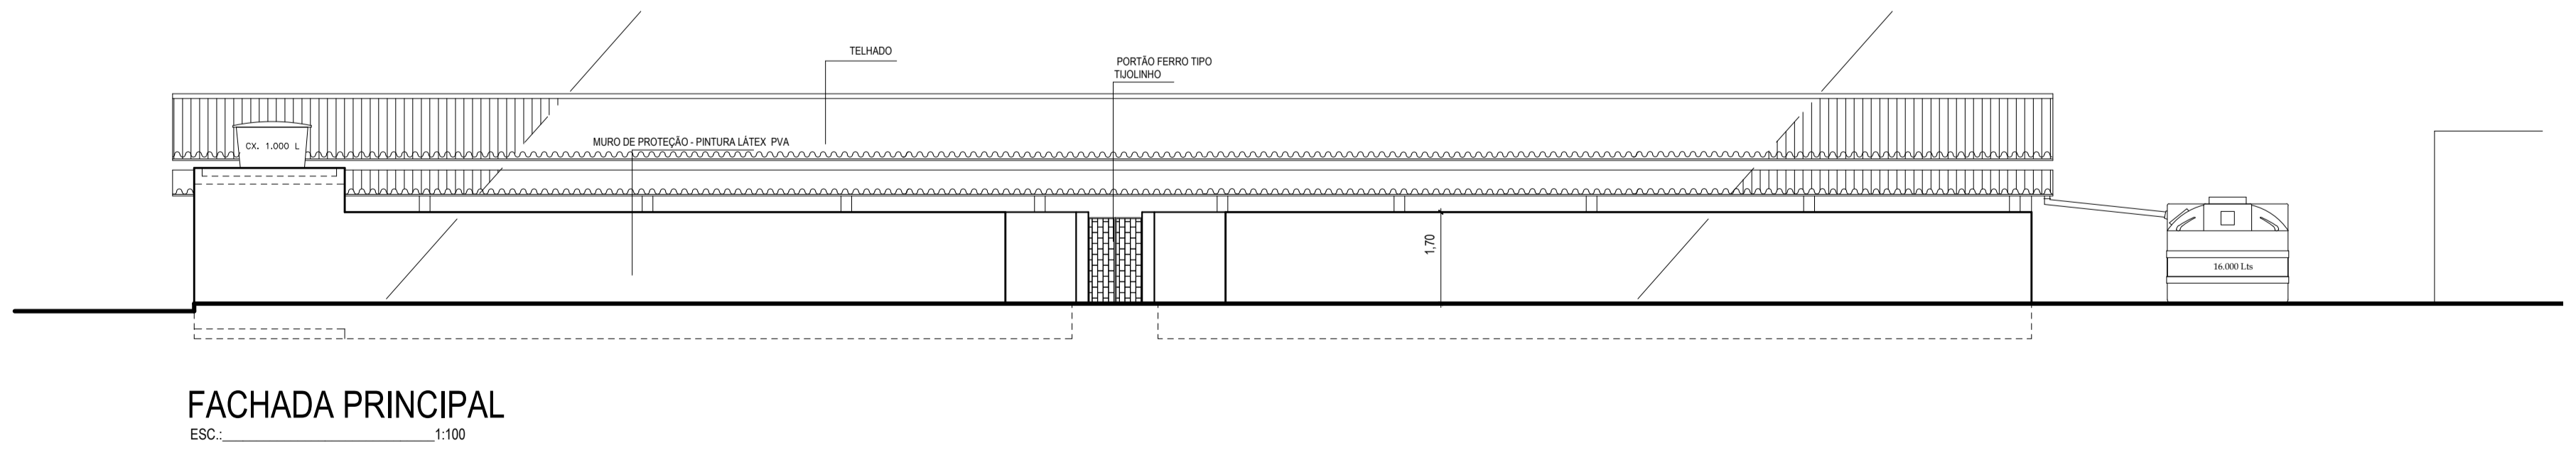 TELHADO
PORTÃO FERRO TIPO
TIJOLINHO
MURO DE PROTEÇÃO - PINTURA LÁTEX PVA
CX. 1.000 L
1,70
16.000 Lts
FACHADA PRINCIPAL
ESC.:____________________________1:100